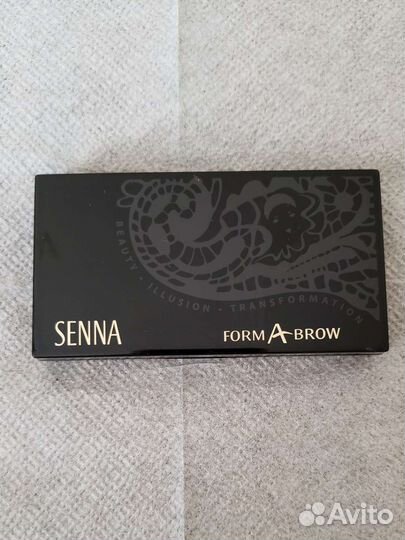 BEAUTY · ILLUSION · TRANSFORMATION
SENNA
FORM A BROW
Avito